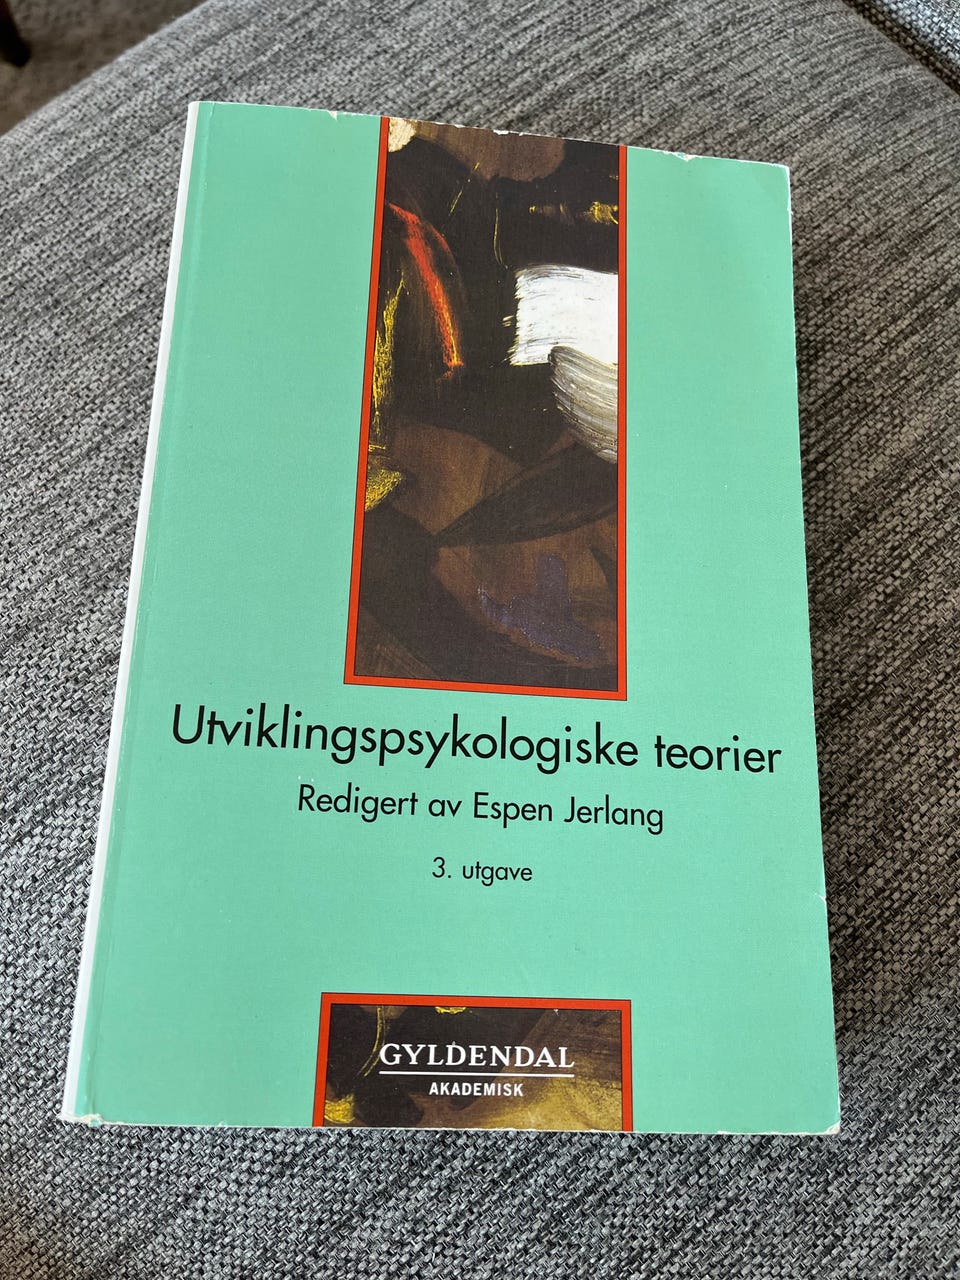 Utviklingspsykologiske teorier
Redigert av Espen Jerlang
3. utgave
GYLDENDAL
AKADEMISK